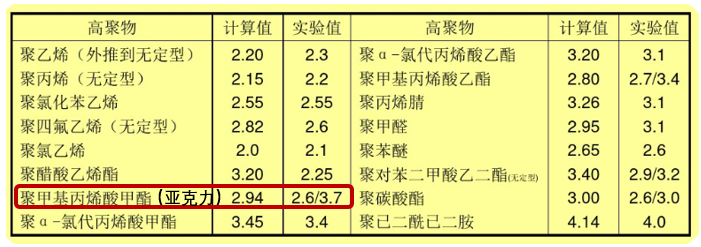 高聚物 计算值 实验值 高聚物 计算值 实验值
聚乙烯（外推到无定型） 2.20 2.3 聚α-氯代丙烯酸乙酯 3.20 3.1
聚丙烯（无定型） 2.15 2.2 聚甲基丙烯酸乙酯 2.80 2.7/3.4
聚氯化苯乙烯 2.55 2.55 聚丙烯腈 3.26 3.1
聚四氟乙烯（无定型） 2.82 2.6 聚甲醛 2.95 3.1
聚氯乙烯 2.0 2.1 聚苯醚 2.65 2.6
聚醋酸乙烯酯 3.20 2.25 聚对苯二甲酸乙二酯(无定型) 3.40 2.9/3.2
聚甲基丙烯酸甲酯 (亚克力) 2.94 2.6/3.7 聚碳酸酯 3.00 2.6/3.0
聚α-氯代丙烯酸甲酯 3.45 3.4 聚已二酰已二胺 4.14 4.0